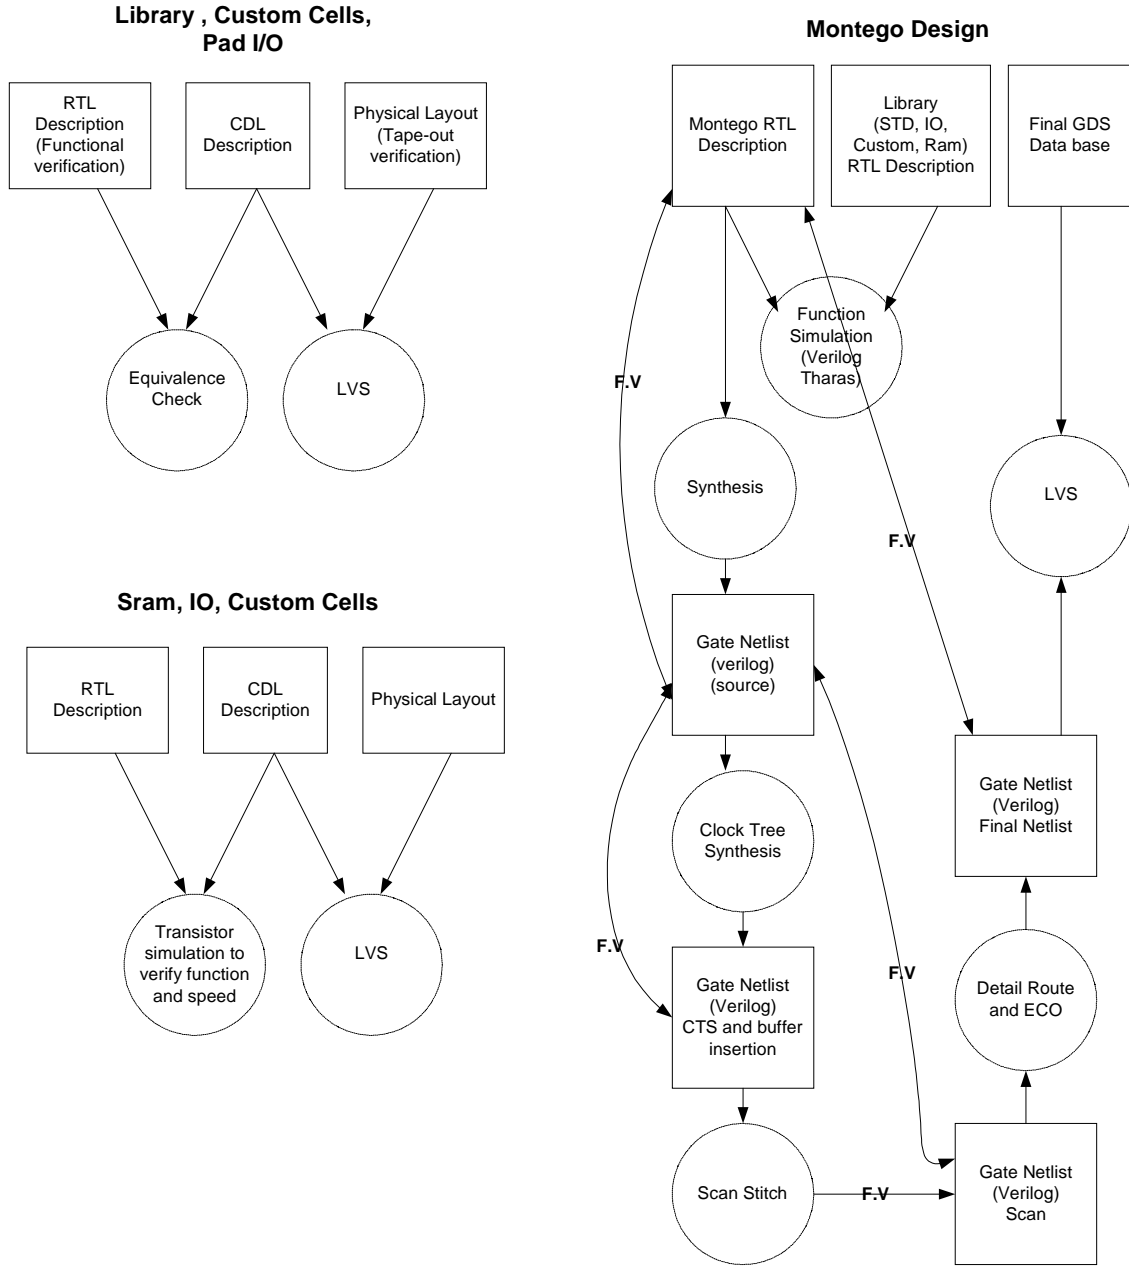 Library , Custom Cells,
Pad I/O
RTL
Description
(Functional
verification)
CDL
Description
Physical Layout
(Tape-out
verification)
Equivalence
Check
LVS
Sram, IO, Custom Cells
RTL
Description
CDL
Description
Physical Layout
Transistor
simulation to
verify function
and speed
LVS
Montego Design
Montego RTL
Description
Library
(STD, IO,
Custom, Ram)
RTL Description
Final GDS
Data base
Function
Simulation
(Verilog
Tharas)
F.V
Synthesis
LVS
F.V
Gate Netlist
(verilog)
(source)
Gate Netlist
(Verilog)
Final Netlist
Clock Tree
Synthesis
F.V
F.V
Gate Netlist
(Verilog)
CTS and buffer
insertion
Detail Route
and ECO
Scan Stitch
F.V
Gate Netlist
(Verilog)
Scan